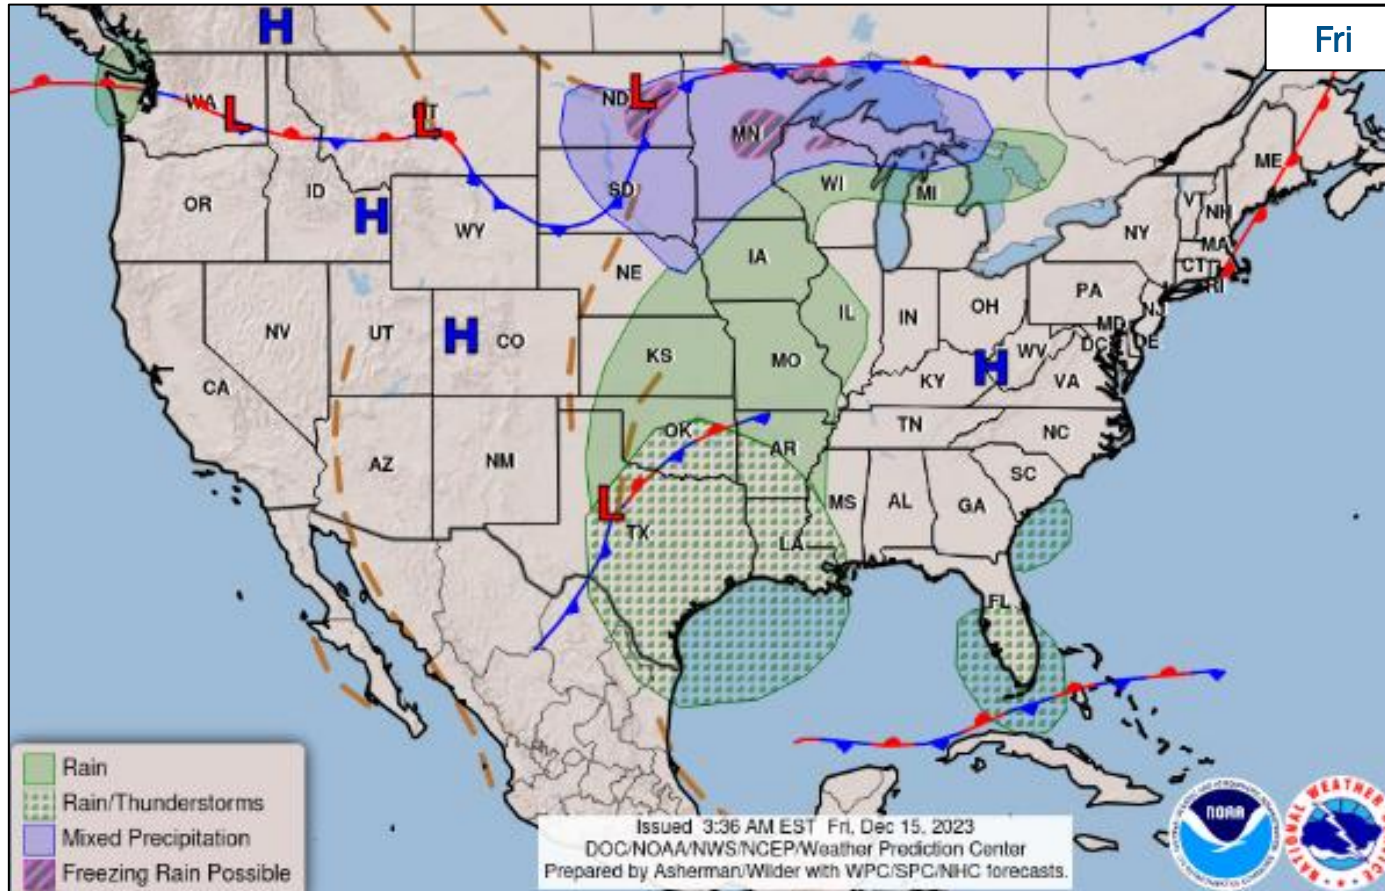 Fri
H
WA
L
MT
L
ND
L
MN
ME
OR
ID
H
WY
SD
WI
MI
VT
NH
NY
MA
CT
RI
NE
IA
PA
NJ
NV
UT
H
CO
IL
IN
OH
MD
DE
DC
KS
MO
WV
CA
KY
H
VA
OK
TN
NC
AZ
NM
AR
SC
L
TX
MS
AL
GA
LA
FL
Rain
Rain/Thunderstorms
Mixed Precipitation
Freezing Rain Possible
Issued 3:36 AM EST Fri, Dec 15, 2023
DOC/NOAA/NWS/NCEP/Weather Prediction Center
Prepared by Asherman/Wilder with WPC/SPC/NHC forecasts.
NOAA
NATIONAL WEATHER